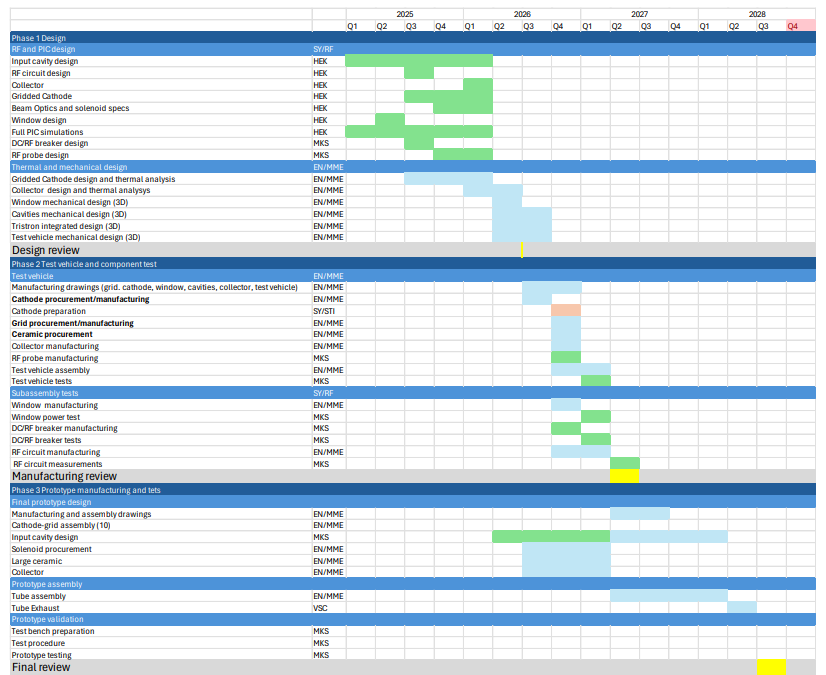 2025 2026 2027 2028
Q1 Q2 Q3 Q4 Q1 Q2 Q3 Q4 Q1 Q2 Q3 Q4 Q1 Q2 Q3 Q4
Phase 1 Design
RF and PIC design SY/RF
Input cavity design HEK
RF circuit design HEK
Collector HEK
Gridded Cathode HEK
Beam Optics and solenoid specs HEK
Window design HEK
Full PIC simulations HEK
DC/RF breaker design MKS
RF probe design MKS
Thermal and mechanical design EN/MME
Gridded Cathode design and thermal analysis EN/MME
Collector design and thermal analysys EN/MME
Window mechanical design (3D) EN/MME
Cavities mechanical design (3D) EN/MME
Tristron integrated design (3D) EN/MME
Test vehicle mechanical design (3D) EN/MME
Design review
Phase 2 Test vehicle and component test
Test vehicle EN/MME
Manufacturing drawings (grid. cathode, window, cavities, collector, test vehicle) EN/MME
Cathode procurement/manufacturing EN/MME
Cathode preparation SY/STI
Grid procurement/manufacturing EN/MME
Ceramic procurement EN/MME
Collector manufacturing EN/MME
RF probe manufacturing MKS
Test vehicle assembly EN/MME
Test vehicle tests MKS
Subassembly tests SY/RF
Window manufacturing EN/MME
Window power test MKS
DC/RF breaker manufacturing MKS
DC/RF breaker tests MKS
RF circuit manufacturing EN/MME
RF circuit measurements MKS
Manufacturing review
Phase 3 Prototype manufacturing and tets
Final prototype design
Manufacturing and assembly drawings EN/MME
Cathode-grid assembly (10) EN/MME
Input cavity design MKS
Solenoid procurement EN/MME
Large ceramic EN/MME
Collector EN/MME
Prototype assembly
Tube assembly EN/MME
Tube Exhaust VSC
Prototype validation
Test bench preparation MKS
Test procedure MKS
Prototype testing MKS
Final review